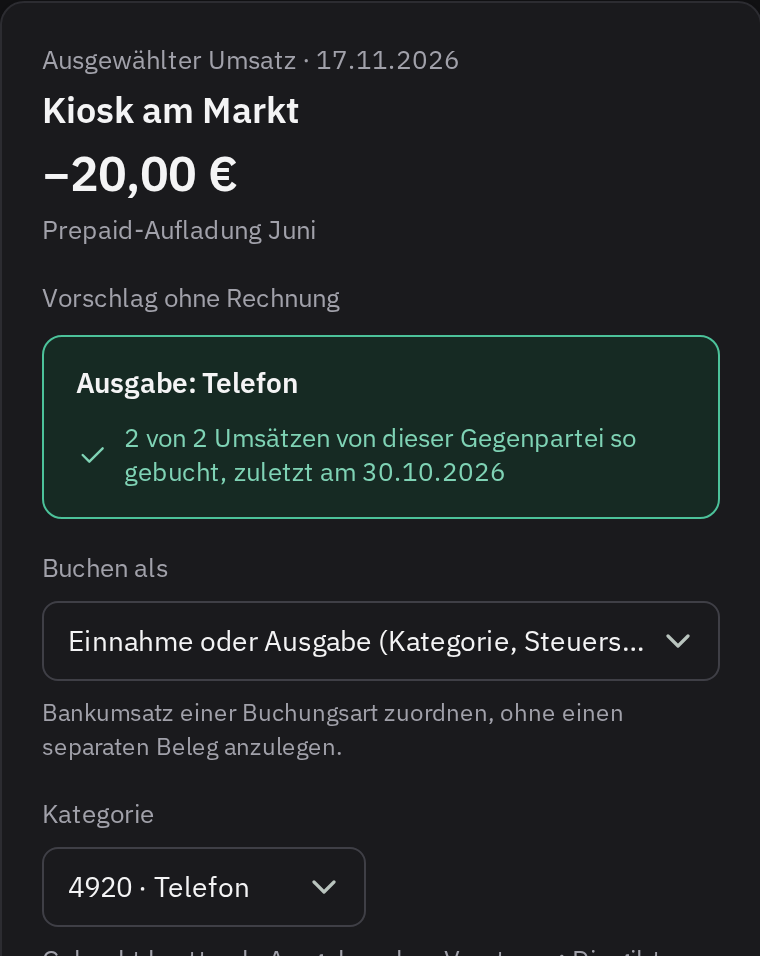 Ausgewählter Umsatz · 17.11.2026
Kiosk am Markt
−20,00 €
Prepaid-Aufladung Juni
Vorschlag ohne Rechnung
Ausgabe: Telefon
2 von 2 Umsätzen von dieser Gegenpartei so
gebucht, zuletzt am 30.10.2026
Buchen als
Einnahme oder Ausgabe (Kategorie, Steuers…
Bankumsatz einer Buchungsart zuordnen, ohne einen
separaten Beleg anzulegen.
Kategorie
4920 · Telefon